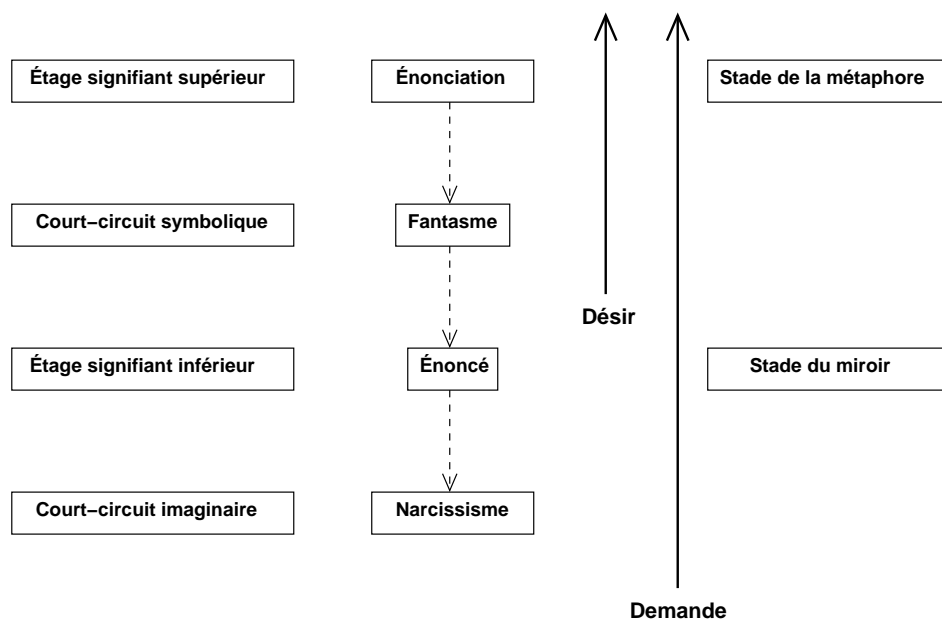 Étage signifiant supérieur
Énonciation
Stade de la métaphore
Court−circuit symbolique
Fantasme
Désir
Étage signifiant inférieur
Énoncé
Stade du miroir
Court−circuit imaginaire
Narcissisme
Demande